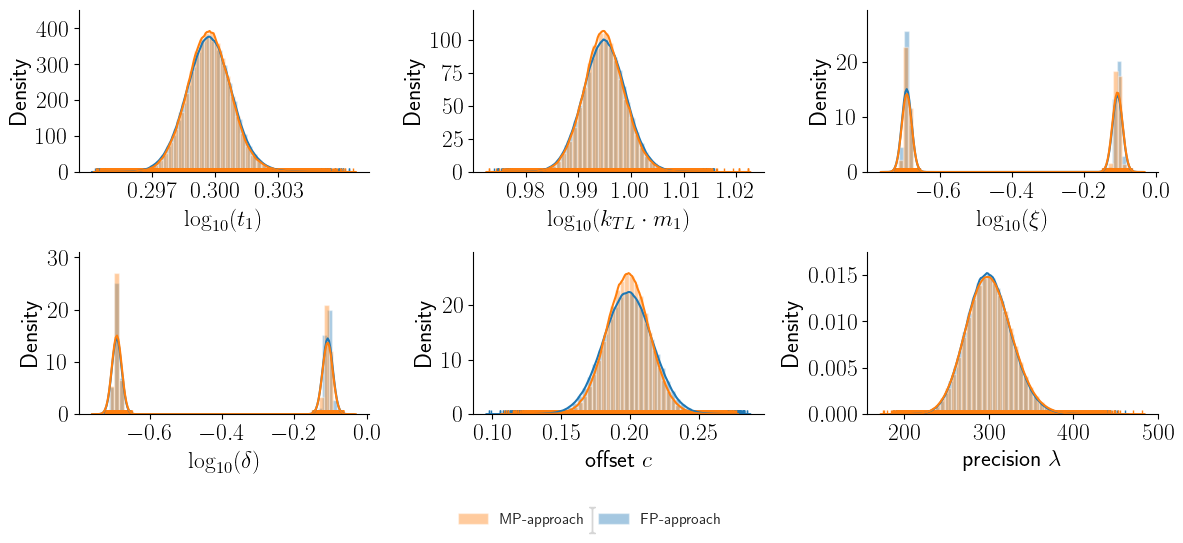 Density
400
300
200
100
0
0.297 0.300 0.303
log₁₀(t₁)
Density
100
75
50
25
0
0.98 0.99 1.00 1.01 1.02
log₁₀(k_TL · m₁)
Density
20
10
0
−0.6 −0.4 −0.2 0.0
log₁₀(ξ)
Density
30
20
10
0
−0.6 −0.4 −0.2 0.0
log₁₀(δ)
Density
20
10
0
0.10 0.15 0.20 0.25
offset c
Density
0.015
0.010
0.005
0.000
200 300 400 500
precision λ
MP-approach FP-approach